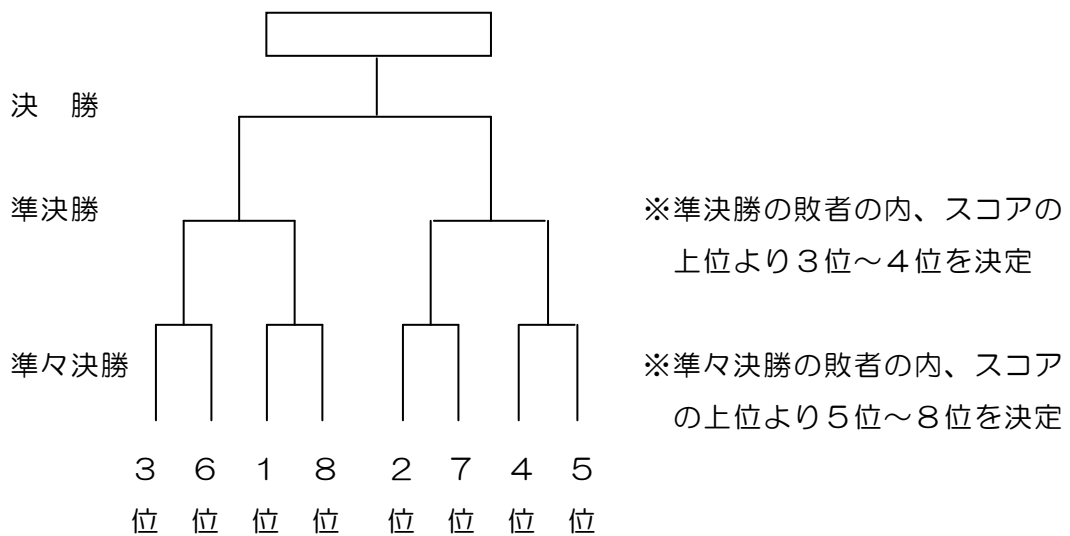 決　勝
準決勝
※準決勝の敗者の内、スコアの
上位より３位～４位を決定
準々決勝
※準々決勝の敗者の内、スコア
の上位より５位～８位を決定
３　６　１　８　２　７　４　５
位　位　位　位　位　位　位　位